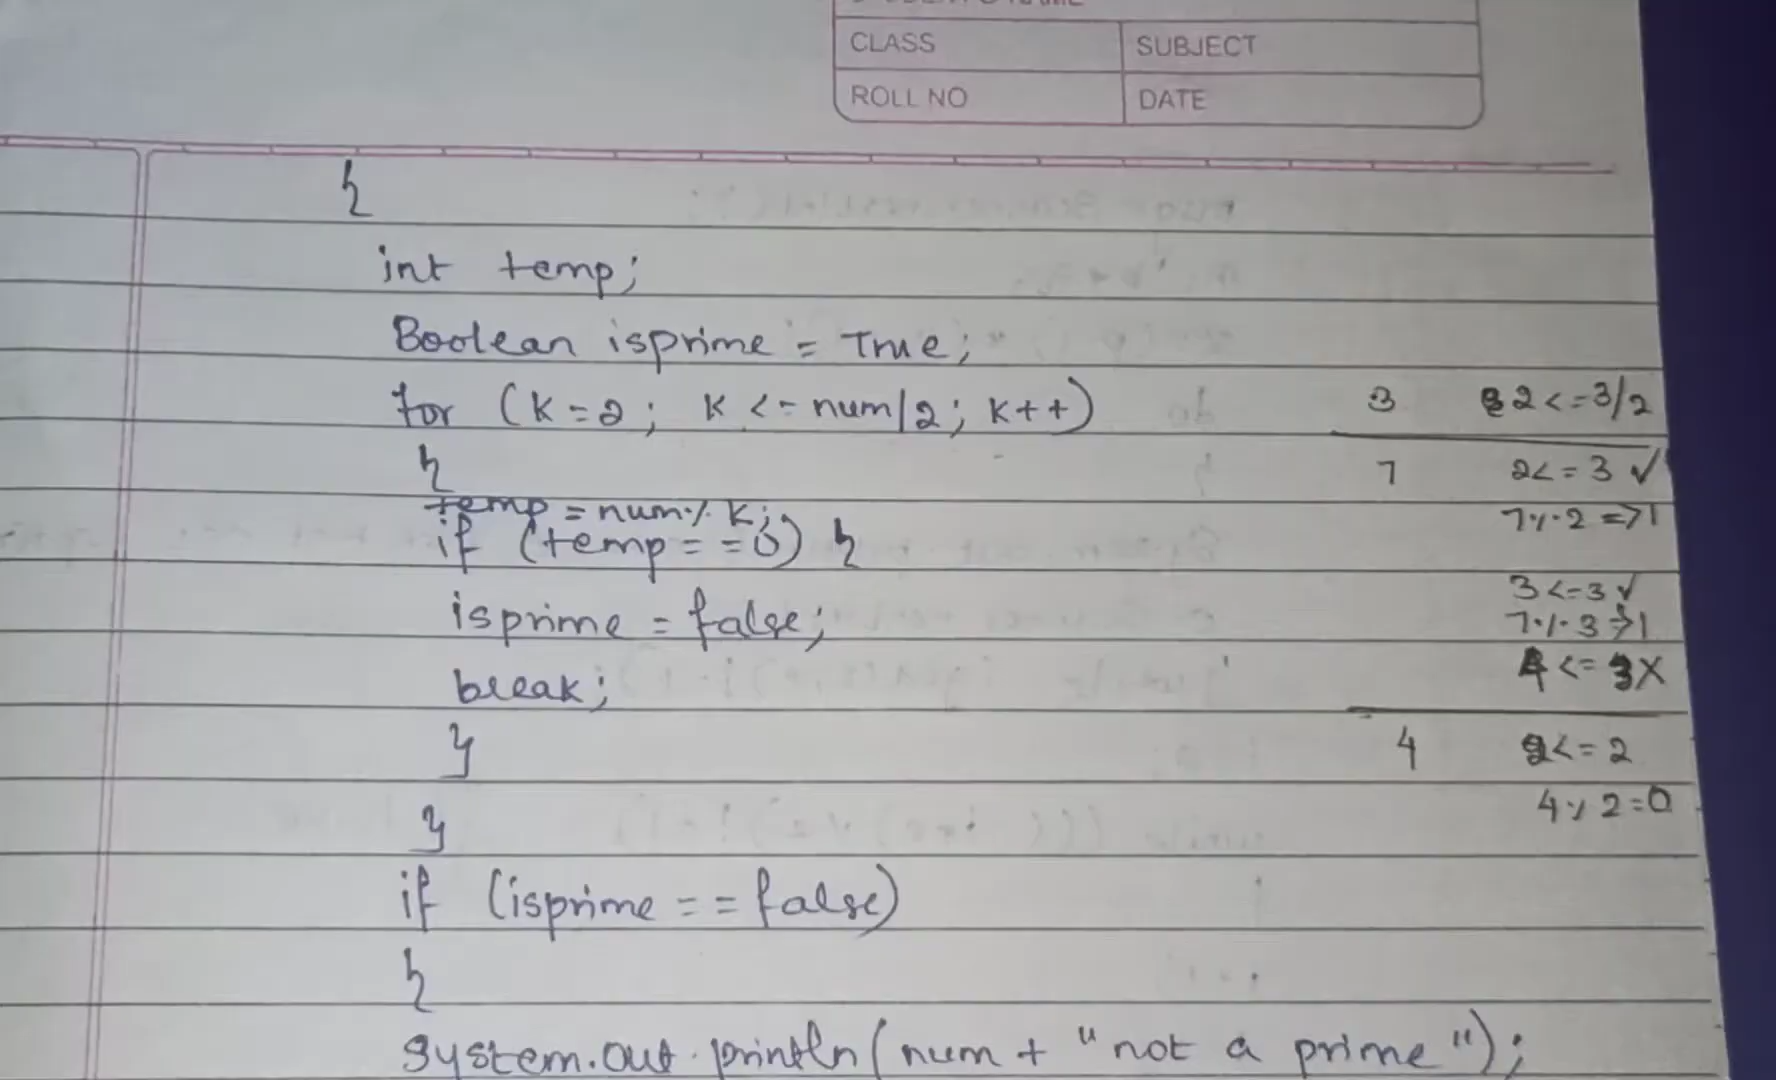 CLASS SUBJECT
ROLL NO DATE
{
int temp;
Boolean isprime = True;
for (k=2; k<=num/2; k++)
{
temp = num % k;
if (temp==0) {
isprime = false;
break;
}
}
if (isprime == false)
{
System.out.println(num + "not a prime");
3 2<=3/2
7 2<=3 ✓
7%2 => 1
3<=3 ✓
7%3 => 1
4<=3 X
4 2<=2
4%2=0